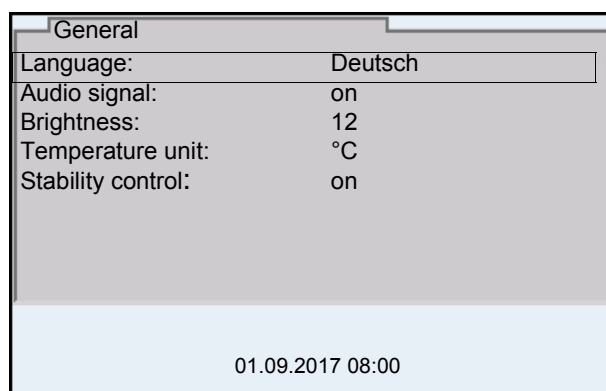 General
Language: Deutsch
Audio signal: on
Brightness: 12
Temperature unit: °C
Stability control: on
01.09.2017 08:00